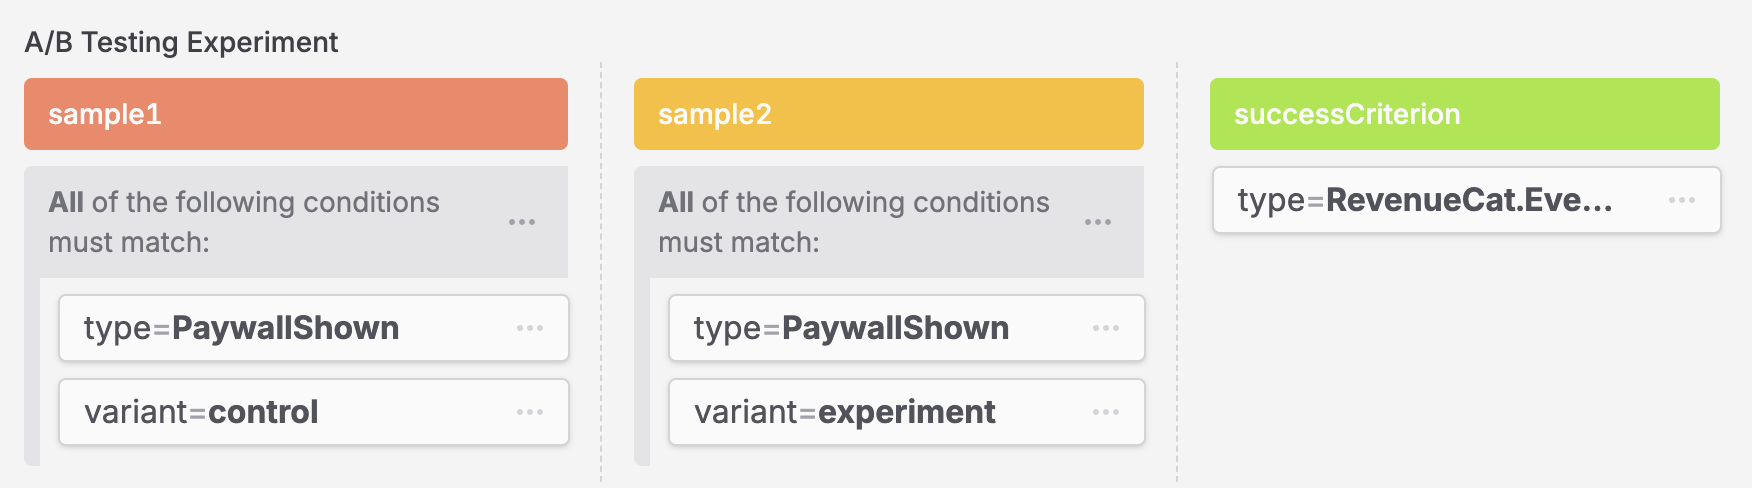 A/B Testing Experiment
sample1
All of the following conditions
must match:
type=PaywallShown
variant=control
sample2
All of the following conditions
must match:
type=PaywallShown
variant=experiment
successCriterion
type=RevenueCat.Eve...